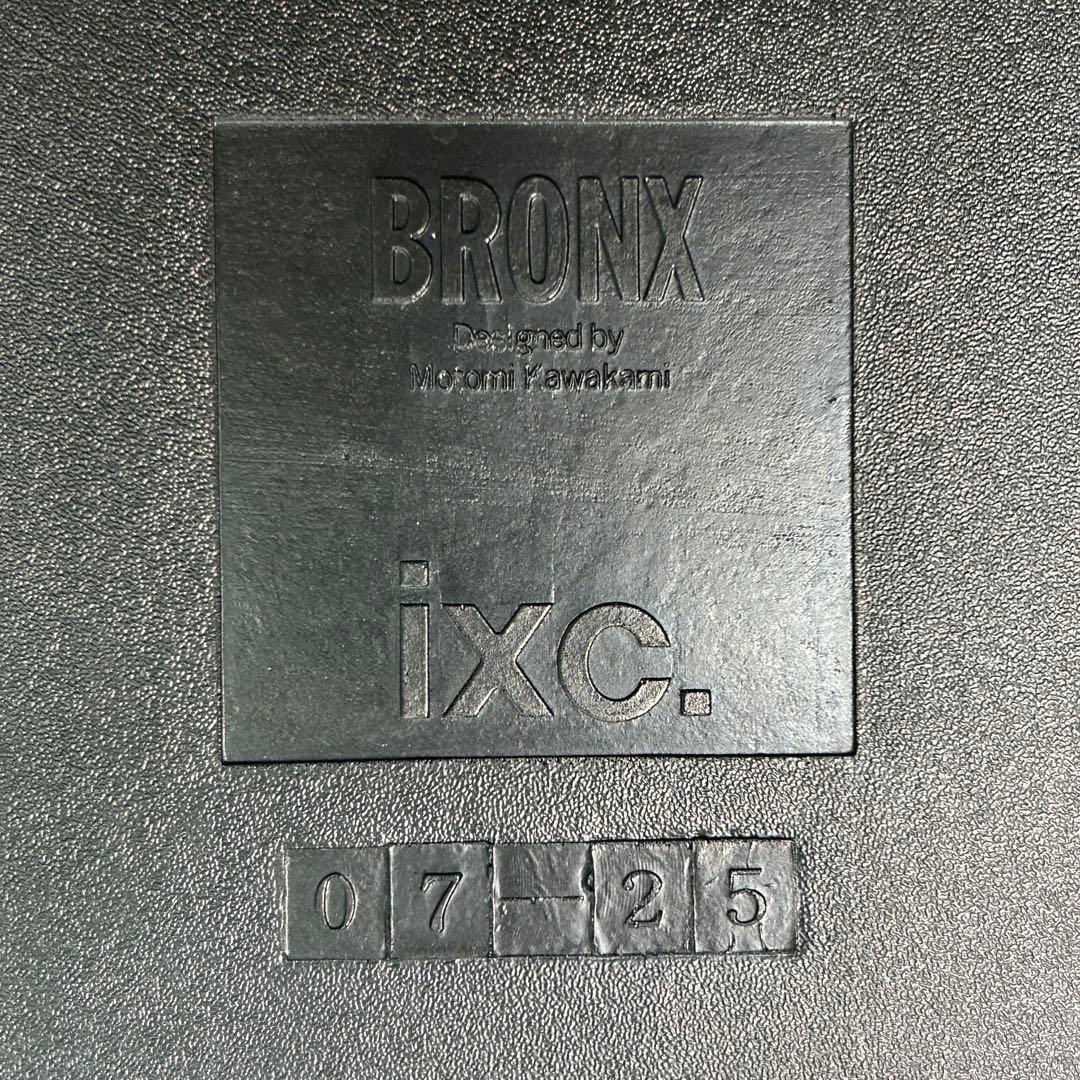 BRONX
Designed by
Motomi Kawakami
ixc.
07-25